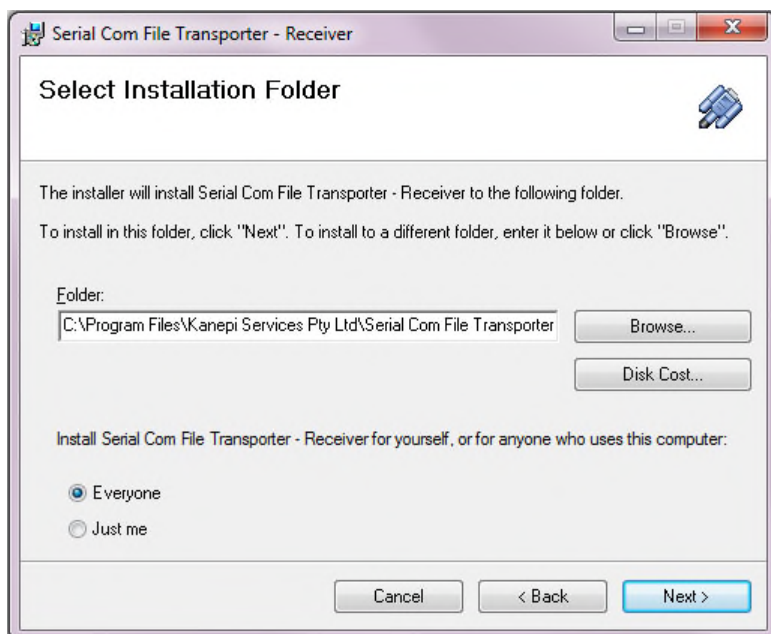 Serial Com File Transporter - Receiver
Select Installation Folder
The installer will install Serial Com File Transporter - Receiver to the following folder.
To install in this folder, click "Next". To install to a different folder, enter it below or click "Browse".
Folder:
C:\Program Files\Kanepi Services Pty Ltd\Serial Com File Transporter
Browse...
Disk Cost...
Install Serial Com File Transporter - Receiver for yourself, or for anyone who uses this computer:
Everyone
Just me
Cancel
< Back
Next >